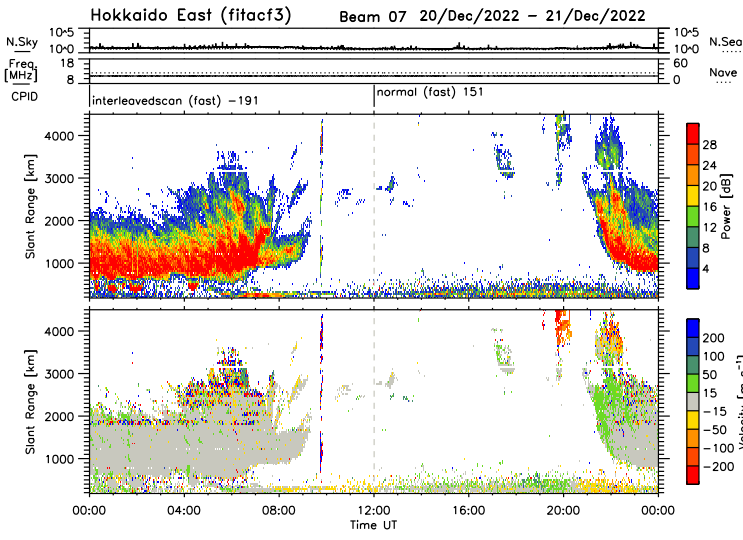 Hokkaido East (fitacf3) Beam 07 20/Dec/2022 – 21/Dec/2022
N.Sky 10^5 10^0 10^5 10^0 N.Sea
Freq. [MHz] 18 8 60 0 Nave
CPID interleavedscan (fast) -191 normal (fast) 151
Slant Range [km] 4000 3000 2000 1000
28 24 20 16 12 8 4 Power [dB]
Slant Range [km] 4000 3000 2000 1000
200 100 50 15 -15 -50 -100 -200
00:00 04:00 08:00 12:00 16:00 20:00 00:00
Time UT